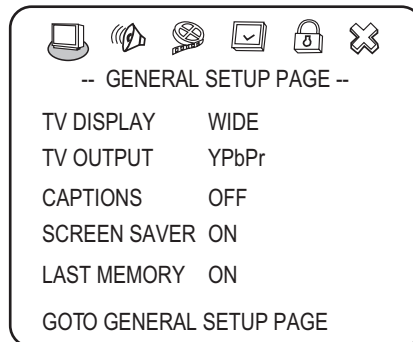 -- GENERAL SETUP PAGE --
TV DISPLAY WIDE
TV OUTPUT YPbPr
CAPTIONS OFF
SCREEN SAVER ON
LAST MEMORY ON
GOTO GENERAL SETUP PAGE